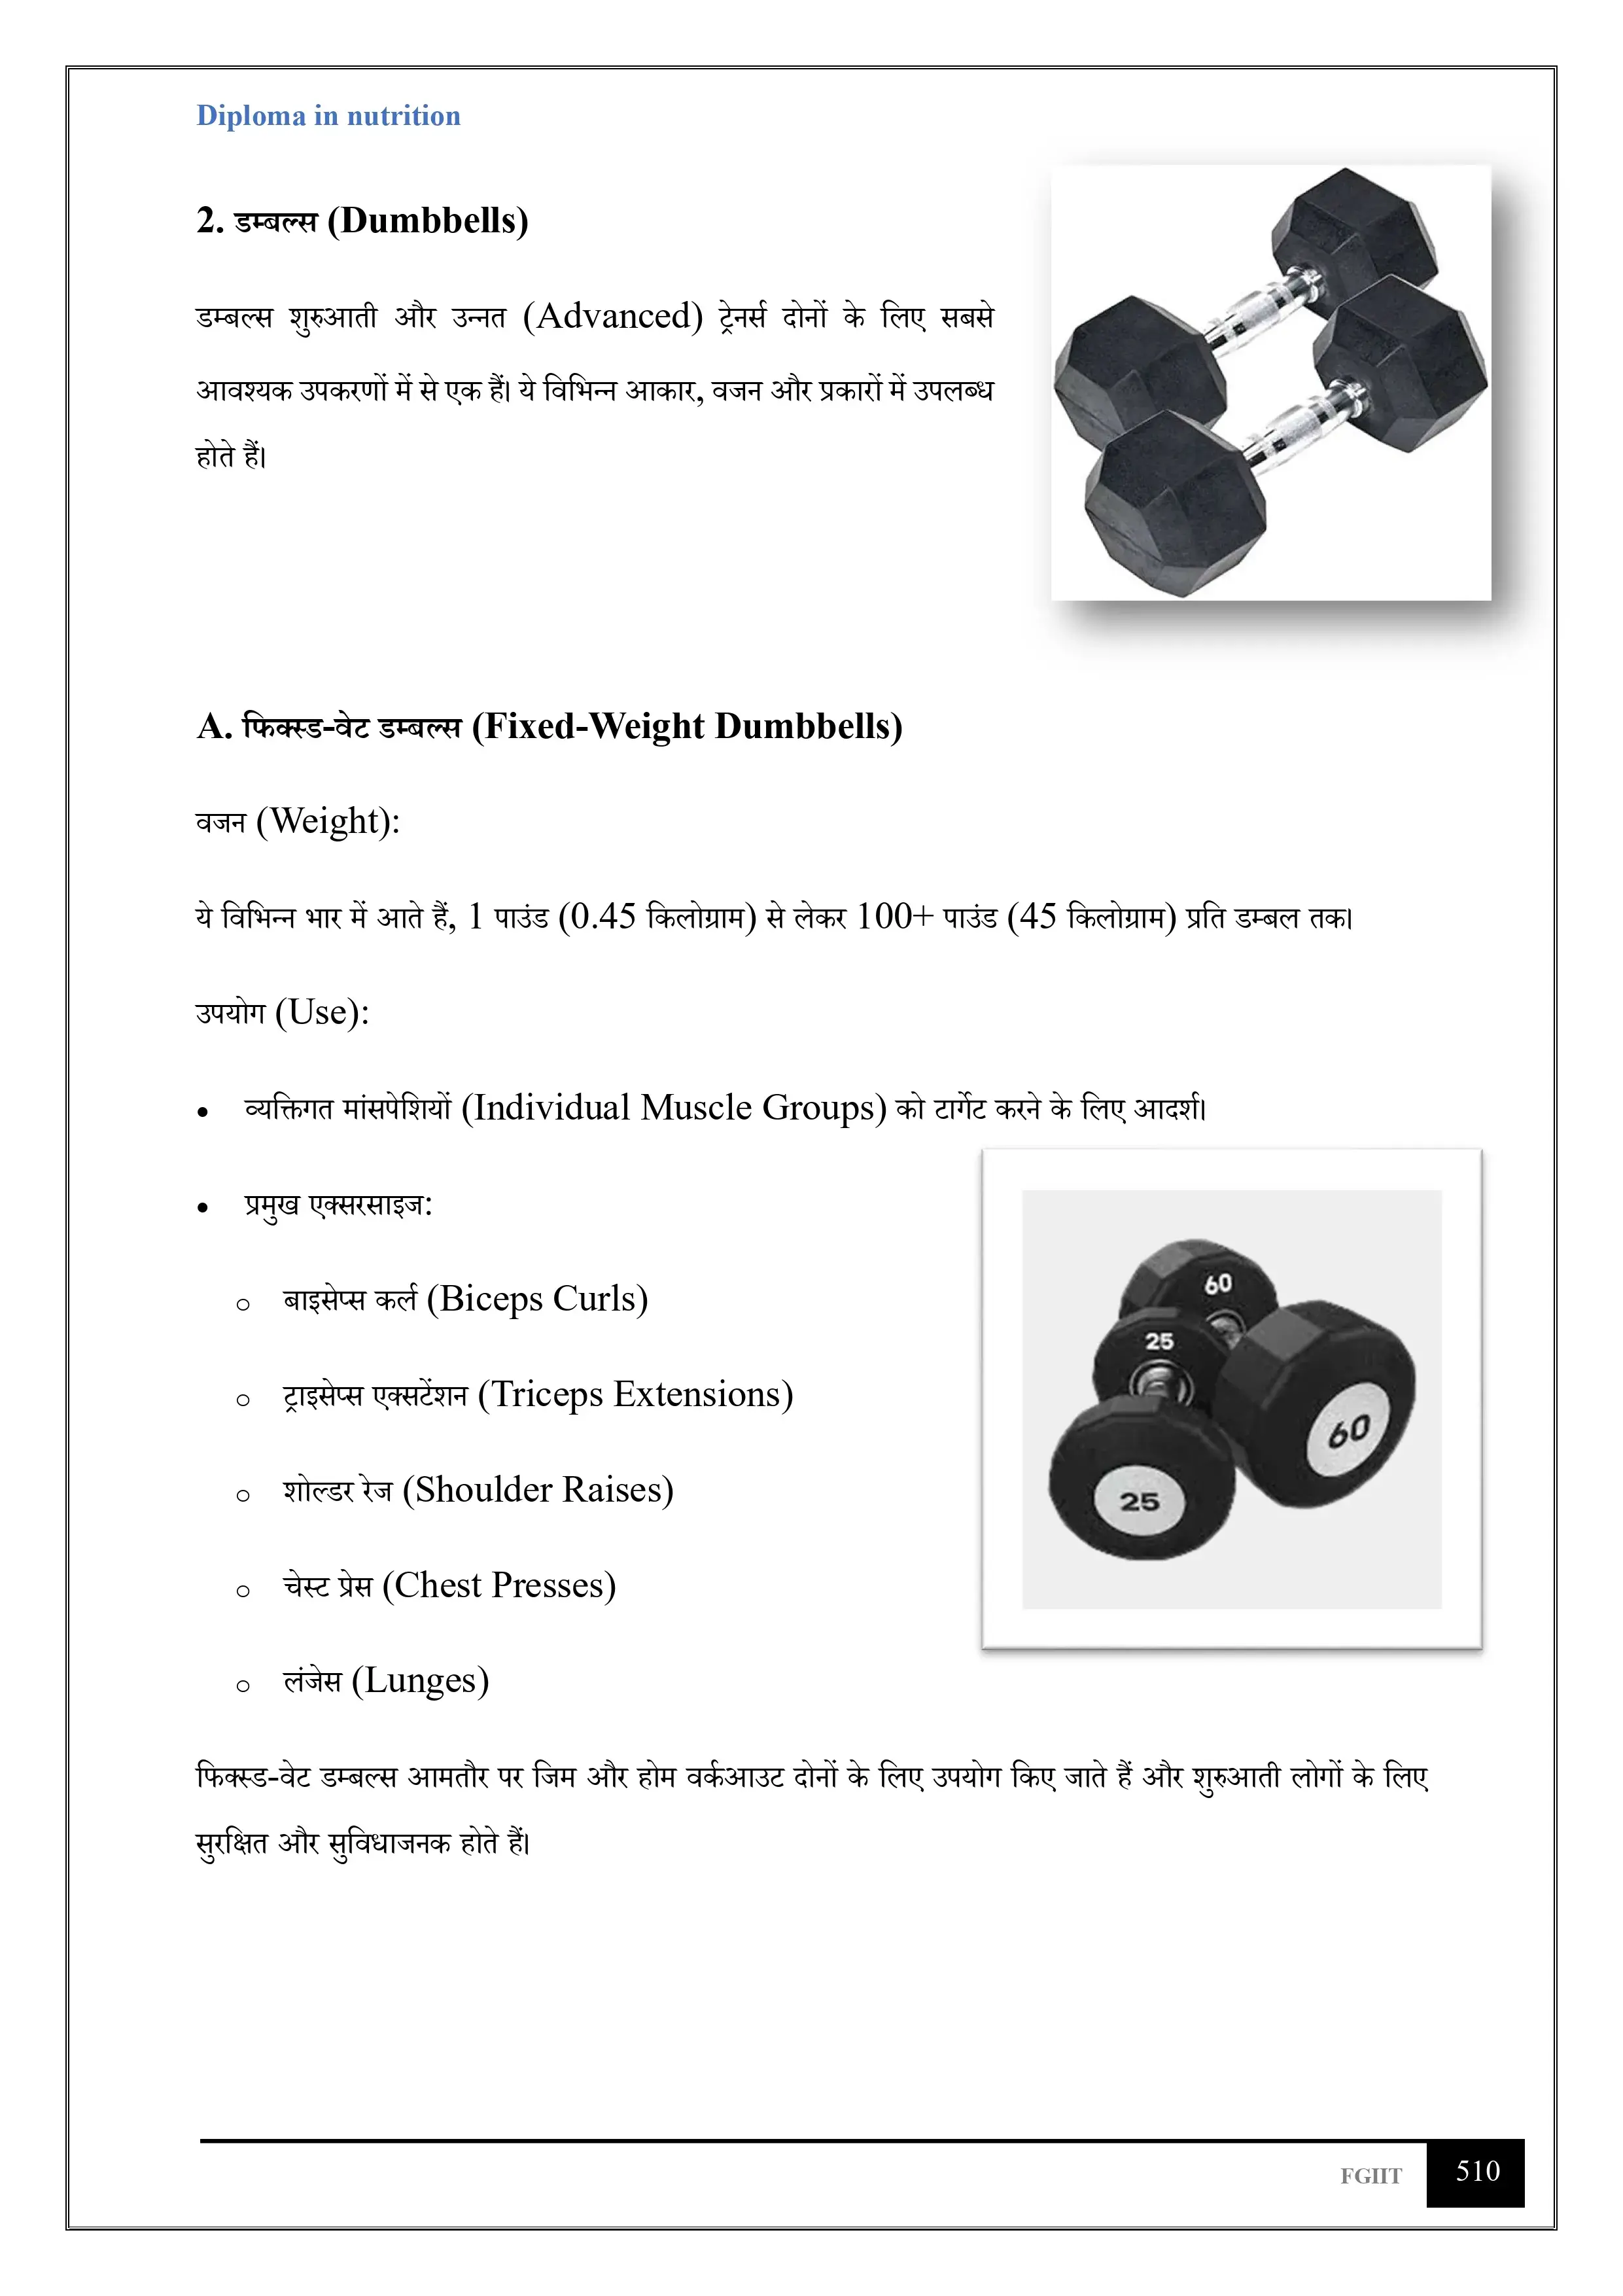 Diploma in nutrition
2. डम्बल्स (Dumbbells)
डम्बल्स शुरुआती और उन्नत (Advanced) ट्रेनर्स दोनों के लिए सबसे
आवश्यक उपकरणों में से एक हैं। ये विभिन्न आकार, वजन और प्रकारों में उपलब्ध
होते हैं।
A. फिक्स्ड-वेट डम्बल्स (Fixed-Weight Dumbbells)
वजन (Weight):
ये विभिन्न भार में आते हैं, 1 पाउंड (0.45 किलोग्राम) से लेकर 100+ पाउंड (45 किलोग्राम) प्रति डम्बल तक।
उपयोग (Use):
• व्यक्तिगत मांसपेशियों (Individual Muscle Groups) को टार्गेट करने के लिए आदर्श।
• प्रमुख एक्सरसाइज:
o बाइसेप्स कर्ल (Biceps Curls)
o ट्राइसेप्स एक्सटेंशन (Triceps Extensions)
o शोल्डर रेज (Shoulder Raises)
o चेस्ट प्रेस (Chest Presses)
o लंजेस (Lunges)
60
25
60
25
फिक्स्ड-वेट डम्बल्स आमतौर पर जिम और होम वर्कआउट दोनों के लिए उपयोग किए जाते हैं और शुरुआती लोगों के लिए
सुरक्षित और सुविधाजनक होते हैं।
FGIIT 510